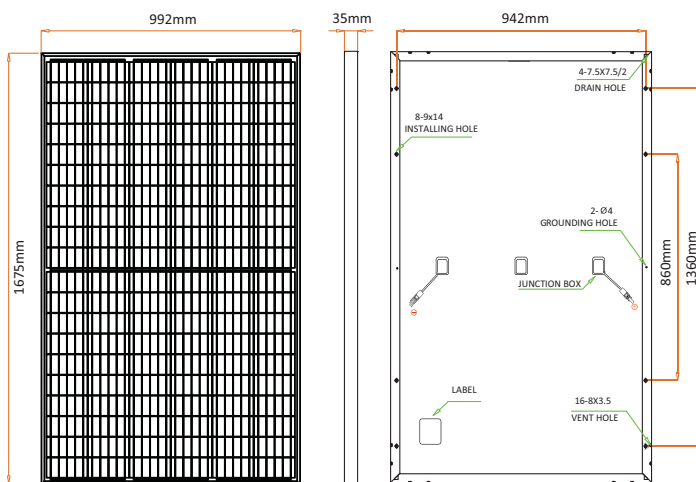 992mm
35mm
942mm
4-7.5X7.5/2
DRAIN HOLE
8-9x14
INSTALLING HOLE
2- Ø4
GROUNDING HOLE
1675mm
860mm
1360mm
JUNCTION BOX
LABEL
16-8X3.5
VENT HOLE